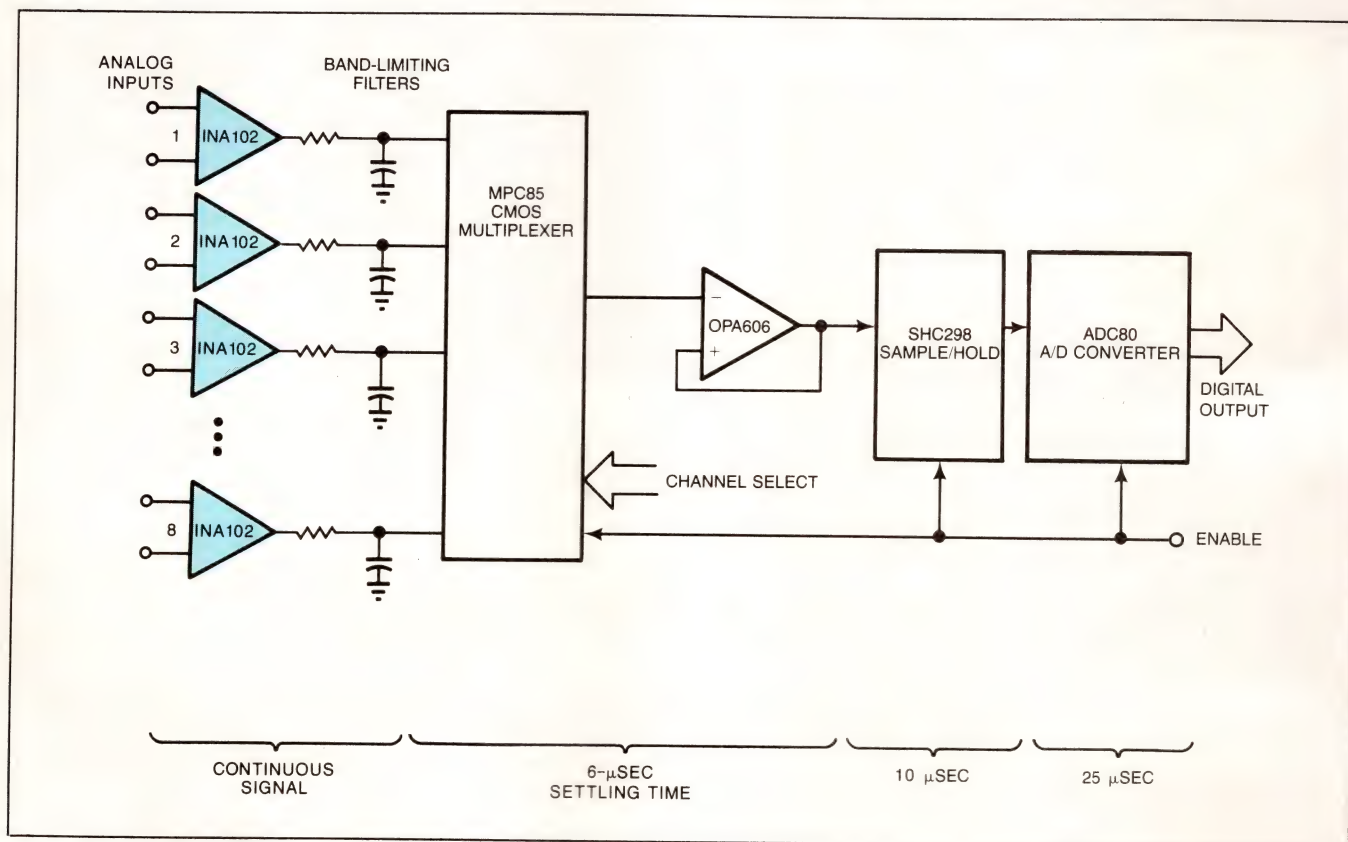 ANALOG
INPUTS
BAND-LIMITING
FILTERS
1
INA102
2
INA102
3
INA102
8
INA102
MPC85
CMOS
MULTIPLEXER
−
OPA606
+
SHC298
SAMPLE/HOLD
ADC80
A/D CONVERTER
DIGITAL
OUTPUT
CHANNEL SELECT
ENABLE
CONTINUOUS
SIGNAL
6-μSEC
SETTLING TIME
10 μSEC
25 μSEC